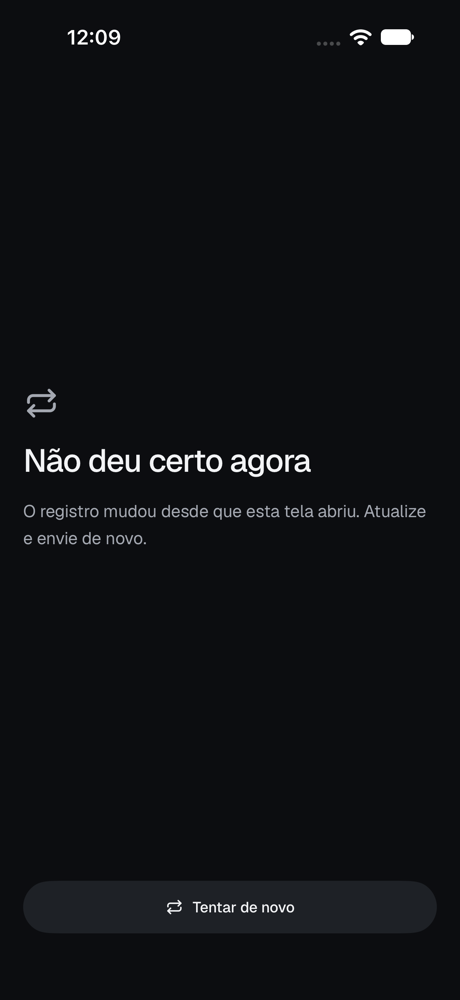 12:09
Não deu certo agora
O registro mudou desde que esta tela abriu. Atualize
e envie de novo.
Tentar de novo